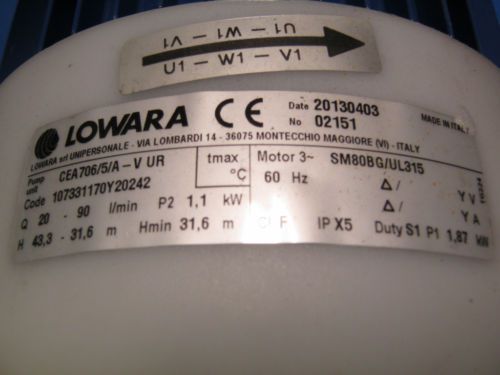 U1 - W1 - V1
U1 - W1 - V1
LOWARA CE Date 20130403 MADE IN ITALY
No 02151
LOWARA srl UNIPERSONALE - VIA LOMBARDI 14 - 36075 MONTECCHIO MAGGIORE (VI) - ITALY
Pump unit CEA706/5/A-V UR tmax °C Motor 3~ SM80BG/UL315
Code 107331170Y20242 60 Hz Δ/ Y V
Q 20 - 90 l/min P2 1,1 kW Δ/ Y A
H 43,3 - 31,6 m Hmin 31,6 m Cl F IP X5 Duty S1 P1 1,87 kW